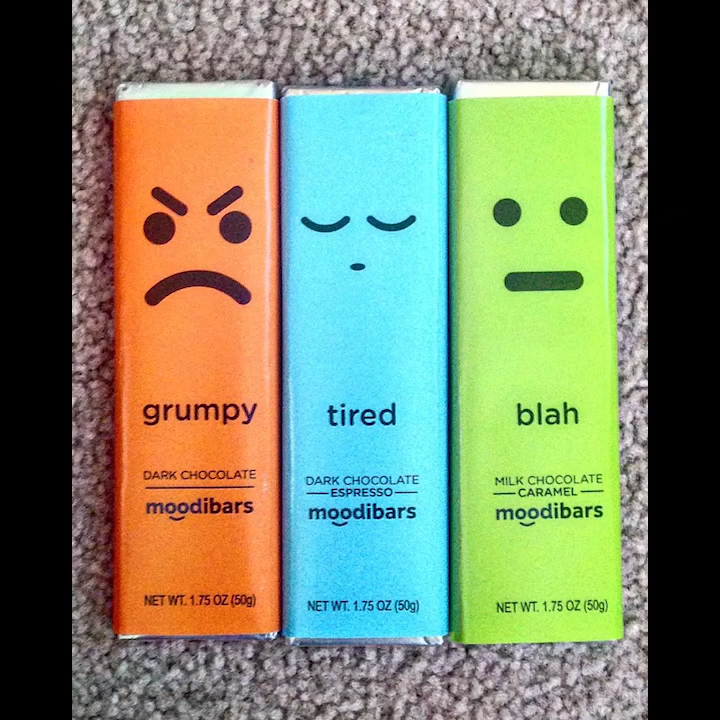 grumpy
DARK CHOCOLATE
moodibars
NET WT. 1.75 OZ (50g)
tired
DARK CHOCOLATE
ESPRESSO
moodibars
NET WT. 1.75 OZ (50g)
blah
MILK CHOCOLATE
CARAMEL
moodibars
NET WT. 1.75 OZ (50g)